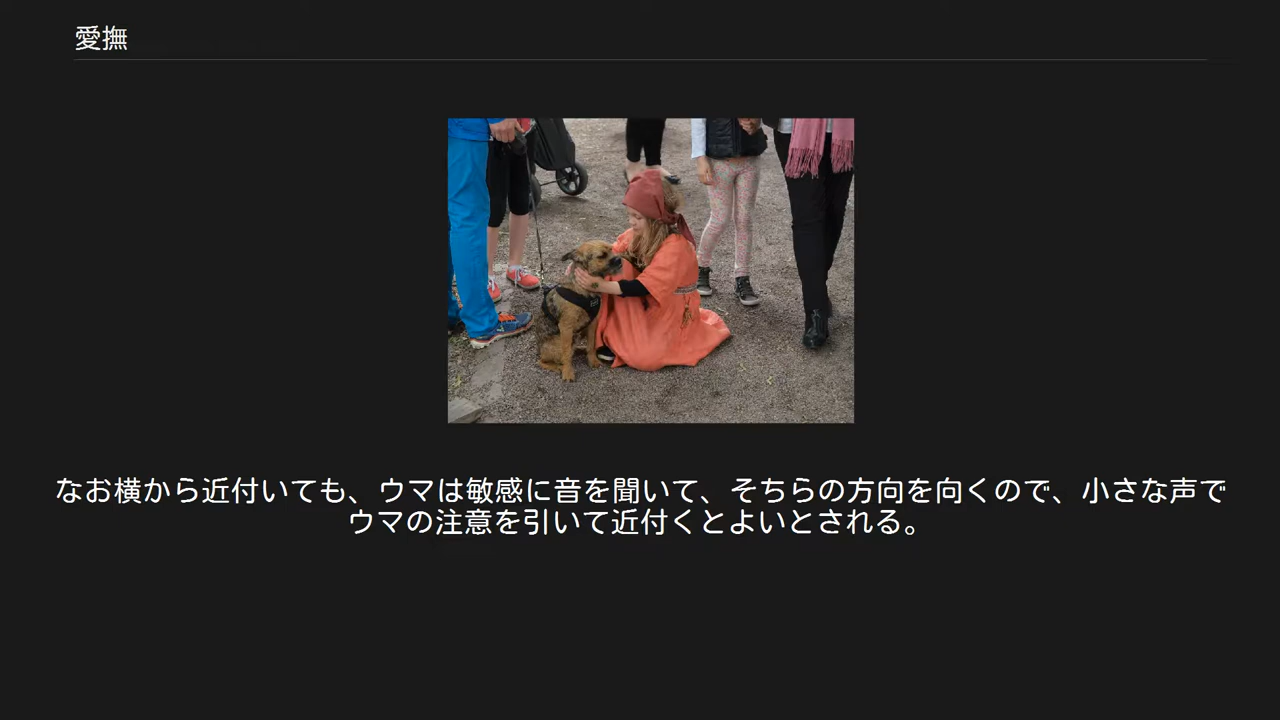 愛撫
なお横から近付いても、ウマは敏感に音を聞いて、そちらの方向を向くので、小さな声で
ウマの注意を引いて近付くとよいとされる。